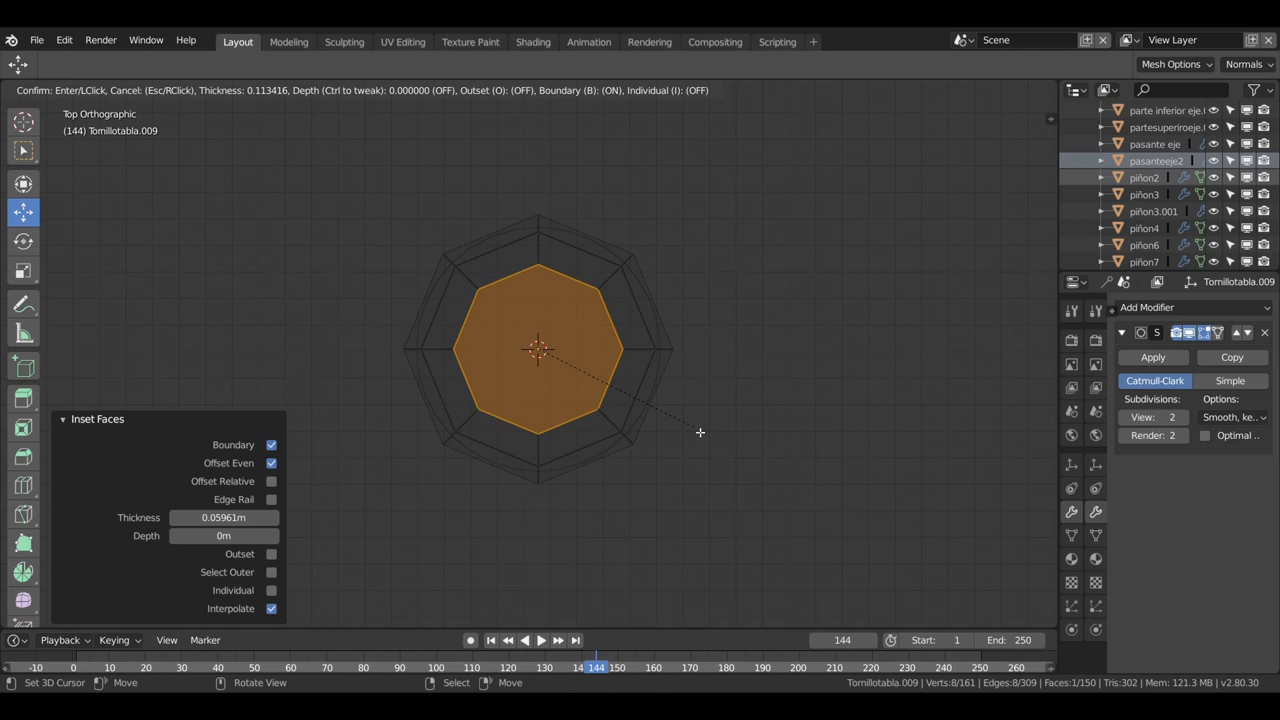 File Edit Render Window Help Layout Modeling Sculpting UV Editing Texture Paint Shading Animation Rendering Compositing Scripting + Scene View Layer
Mesh Options Normals
Confirm: Enter/LClick, Cancel: (Esc/RClick), Thickness: 0.113416, Depth (Ctrl to tweak): 0.000000 (OFF), Outset (O): (OFF), Boundary (B): (ON), Individual (I): (OFF)
Top Orthographic
(144) Tornillotabla.009
parte inferior eje.
partesuperiroeje.
pasante eje
pasanteeje2
piñon2
piñon3
piñon3.001
piñon4
piñon6
piñon7
Tornillotabla.009
Add Modifier
S
Apply Copy
Catmull-Clark Simple
Subdivisions: Options:
View: 2 Smooth, ke..
Render: 2 Optimal ..
Inset Faces
Boundary
Offset Even
Offset Relative
Edge Rail
Thickness 0.05961m
Depth 0m
Outset
Select Outer
Individual
Interpolate
Playback Keying View Marker 144 Start: 1 End: 250
-10 0 10 20 30 40 50 60 70 80 90 100 110 120 130 14 144 150 160 170 180 190 200 210 220 230 240 250 260
Set 3D Cursor Move Rotate View Select Move Tornillotabla.009 | Verts:8/161 | Edges:8/309 | Faces:1/150 | Tris:302 | Mem: 121.3 MB | v2.80.30